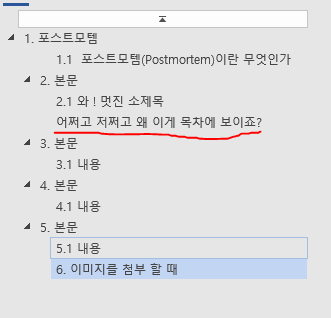 1. 포스트모템
1.1 포스트모템(Postmortem)이란 무엇인가
2. 본문
2.1 와 ! 멋진 소제목
어쩌고 저쩌고 왜 이게 목차에 보이죠?
3. 본문
3.1 내용
4. 본문
4.1 내용
5. 본문
5.1 내용
6. 이미지를 첨부 할 때